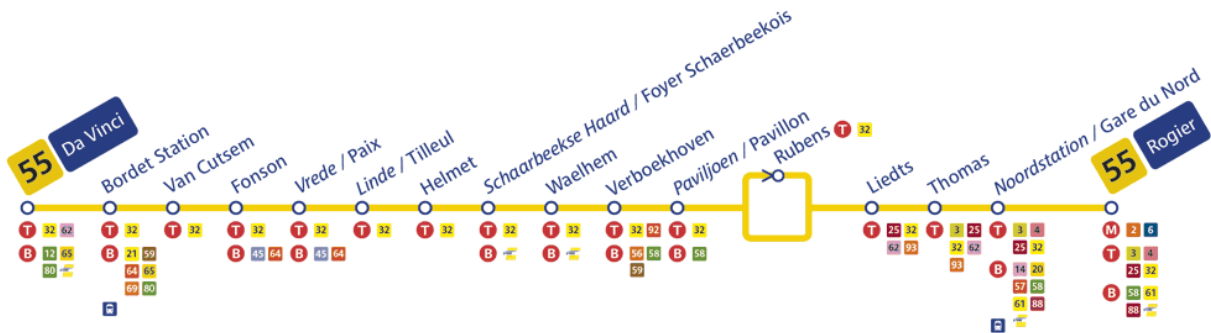 55 Da Vinci
T 32 62
B 12 65
80
Bordet Station
T 32
B 21 59
64 65
69 80
Van Cutsem
T 32
Fonson
T 32
B 45 64
Vrede / Paix
T 32
B 45 64
Linde / Tilleul
T 32
Helmet
T 32
Schaarbeekse Haard / Foyer Schaerbeekois
T 32
B
Waelhem
T 32
B
Verboekhoven
T 32 92
B 56 58
59
Paviljoen / Pavillon
T 32
B 58
Rubens T 32
Liedts
T 25 32
62 93
Thomas
T 3 25
32 62
93
Noordstation / Gare du Nord
T 3 4
25 32
B 14 20
57 58
61 88
55 Rogier
M 2 6
T 3 4
25 32
B 58 61
88